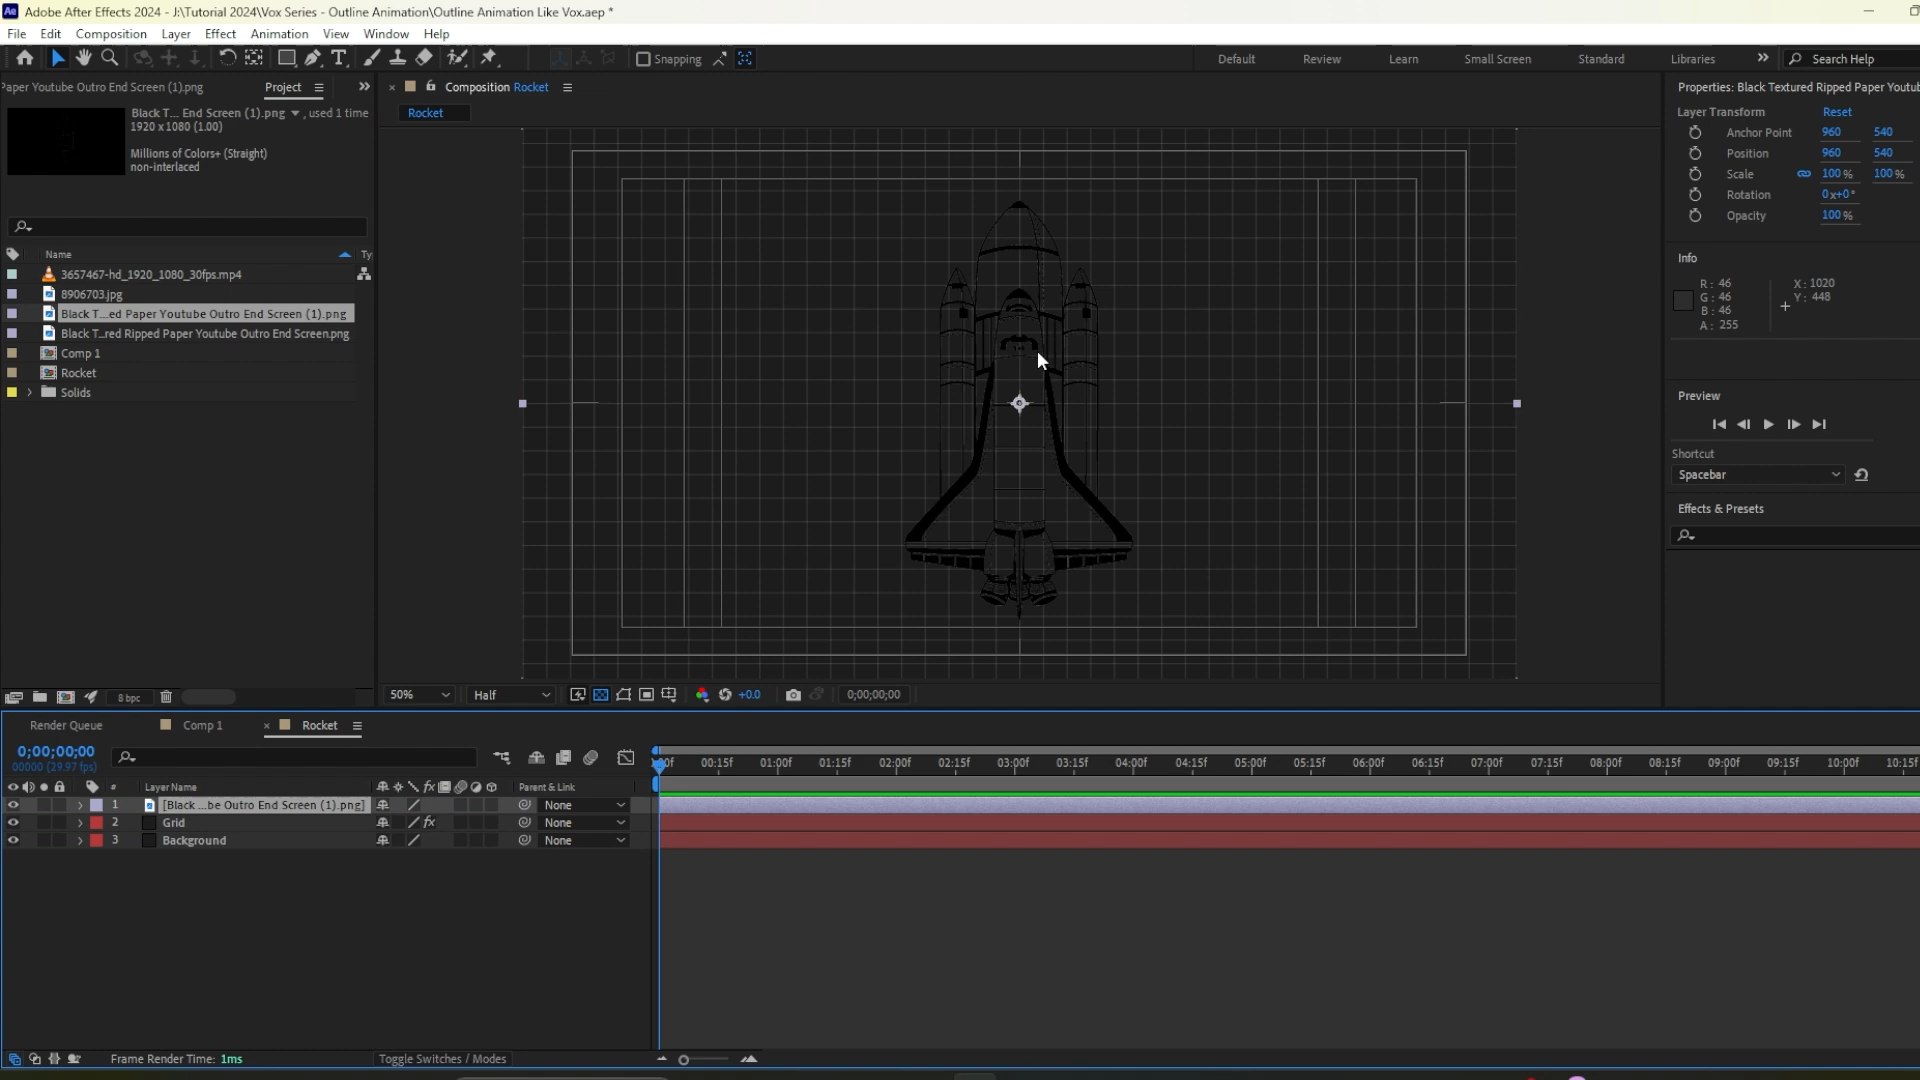 Adobe After Effects 2024 - J:\Tutorial 2024\Vox Series - Outline Animation\Outline Animation Like Vox.aep *
File Edit Composition Layer Effect Animation View Window Help
Snapping Default Review Learn Small Screen Standard Libraries Search Help
Paper Youtube Outro End Screen (1).png Project
Black T... End Screen (1).png , used 1 time
1920 x 1080 (1.00)
Millions of Colors+ (Straight)
non-interlaced
Name Ty
3657467-hd_1920_1080_30fps.mp4
8906703.jpg
Black T...ed Paper Youtube Outro End Screen (1).png
Black T...red Ripped Paper Youtube Outro End Screen.png
Comp 1
Rocket
Solids
8 bpc
Composition Rocket
Rocket
50% Half +0.0 0;00;00;00
Properties: Black Textured Ripped Paper Youtub
Layer Transform Reset
Anchor Point 960 540
Position 960 540
Scale 100 % 100 %
Rotation 0x+0°
Opacity 100 %
Info
R: 46 X: 1020
G: 46 Y: 448
B: 46
A: 255
Preview
Shortcut
Spacebar
Effects & Presets
Render Queue Comp 1 Rocket
0;00;00;00
00000 (29.97 fps)
00f 00:15f 01:00f 01:15f 02:00f 02:15f 03:00f 03:15f 04:00f 04:15f 05:00f 05:15f 06:00f 06:15f 07:00f 07:15f 08:00f 08:15f 09:00f 09:15f 10:00f 10:15f
# Layer Name fx Parent & Link
1 [Black ...be Outro End Screen (1).png] None
2 Grid fx None
3 Background None
Frame Render Time: 1ms Toggle Switches / Modes